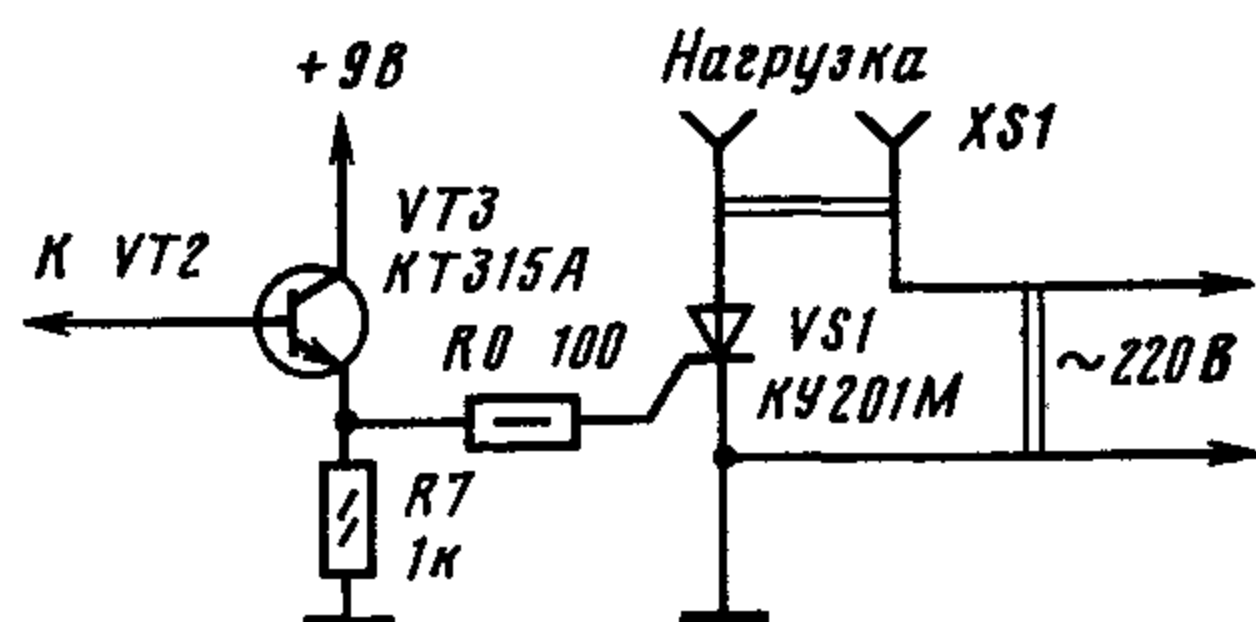 +9В
Нагрузка
XS1
К VT2
VT3
КТ315А
R0 100
VS1
КУ201М
~220В
R7
1к